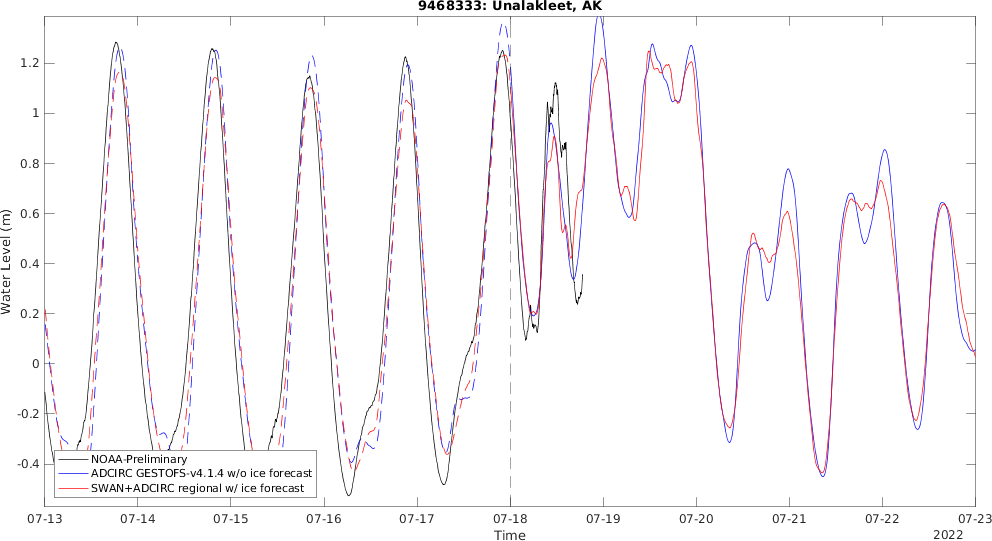 9468333: Unalakleet, AK
Water Level (m)
1.2
1
0.8
0.6
0.4
0.2
0
-0.2
-0.4
NOAA-Preliminary
ADCIRC GESTOFS-v4.1.4 w/o ice forecast
SWAN+ADCIRC regional w/ ice forecast
07-13 07-14 07-15 07-16 07-17 07-18 07-19 07-20 07-21 07-22 07-23
Time
2022